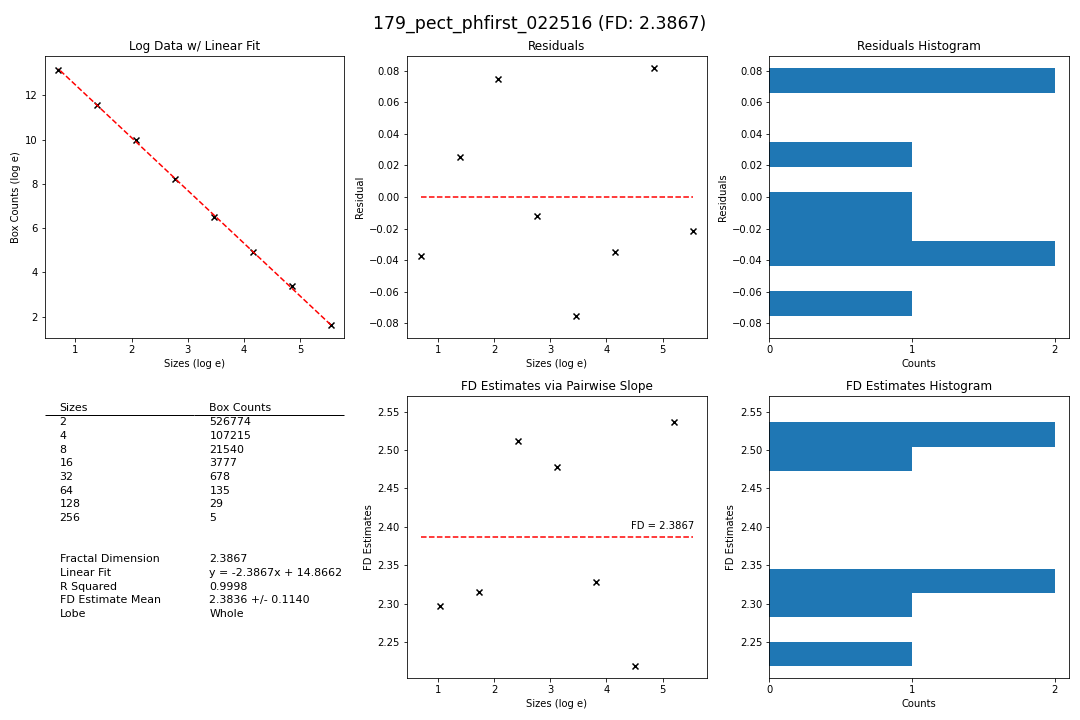 179_pect_phfirst_022516 (FD: 2.3867)
Log Data w/ Linear Fit
Box Counts (log e)
12
10
8
6
4
2
1
2
3
4
5
Sizes (log e)
Residuals
Residual
0.08
0.06
0.04
0.02
0.00
−0.02
−0.04
−0.06
−0.08
1
2
3
4
5
Sizes (log e)
Residuals Histogram
Residuals
0.08
0.06
0.04
0.02
0.00
−0.02
−0.04
−0.06
−0.08
0
1
2
Counts
Sizes Box Counts
2 526774
4 107215
8 21540
16 3777
32 678
64 135
128 29
256 5
Fractal Dimension 2.3867
Linear Fit y = -2.3867x + 14.8662
R Squared 0.9998
FD Estimate Mean 2.3836 +/- 0.1140
Lobe Whole
FD Estimates via Pairwise Slope
FD Estimates
2.55
2.50
2.45
2.40
2.35
2.30
2.25
FD = 2.3867
1
2
3
4
5
Sizes (log e)
FD Estimates Histogram
FD Estimates
2.55
2.50
2.45
2.40
2.35
2.30
2.25
0
1
2
Counts